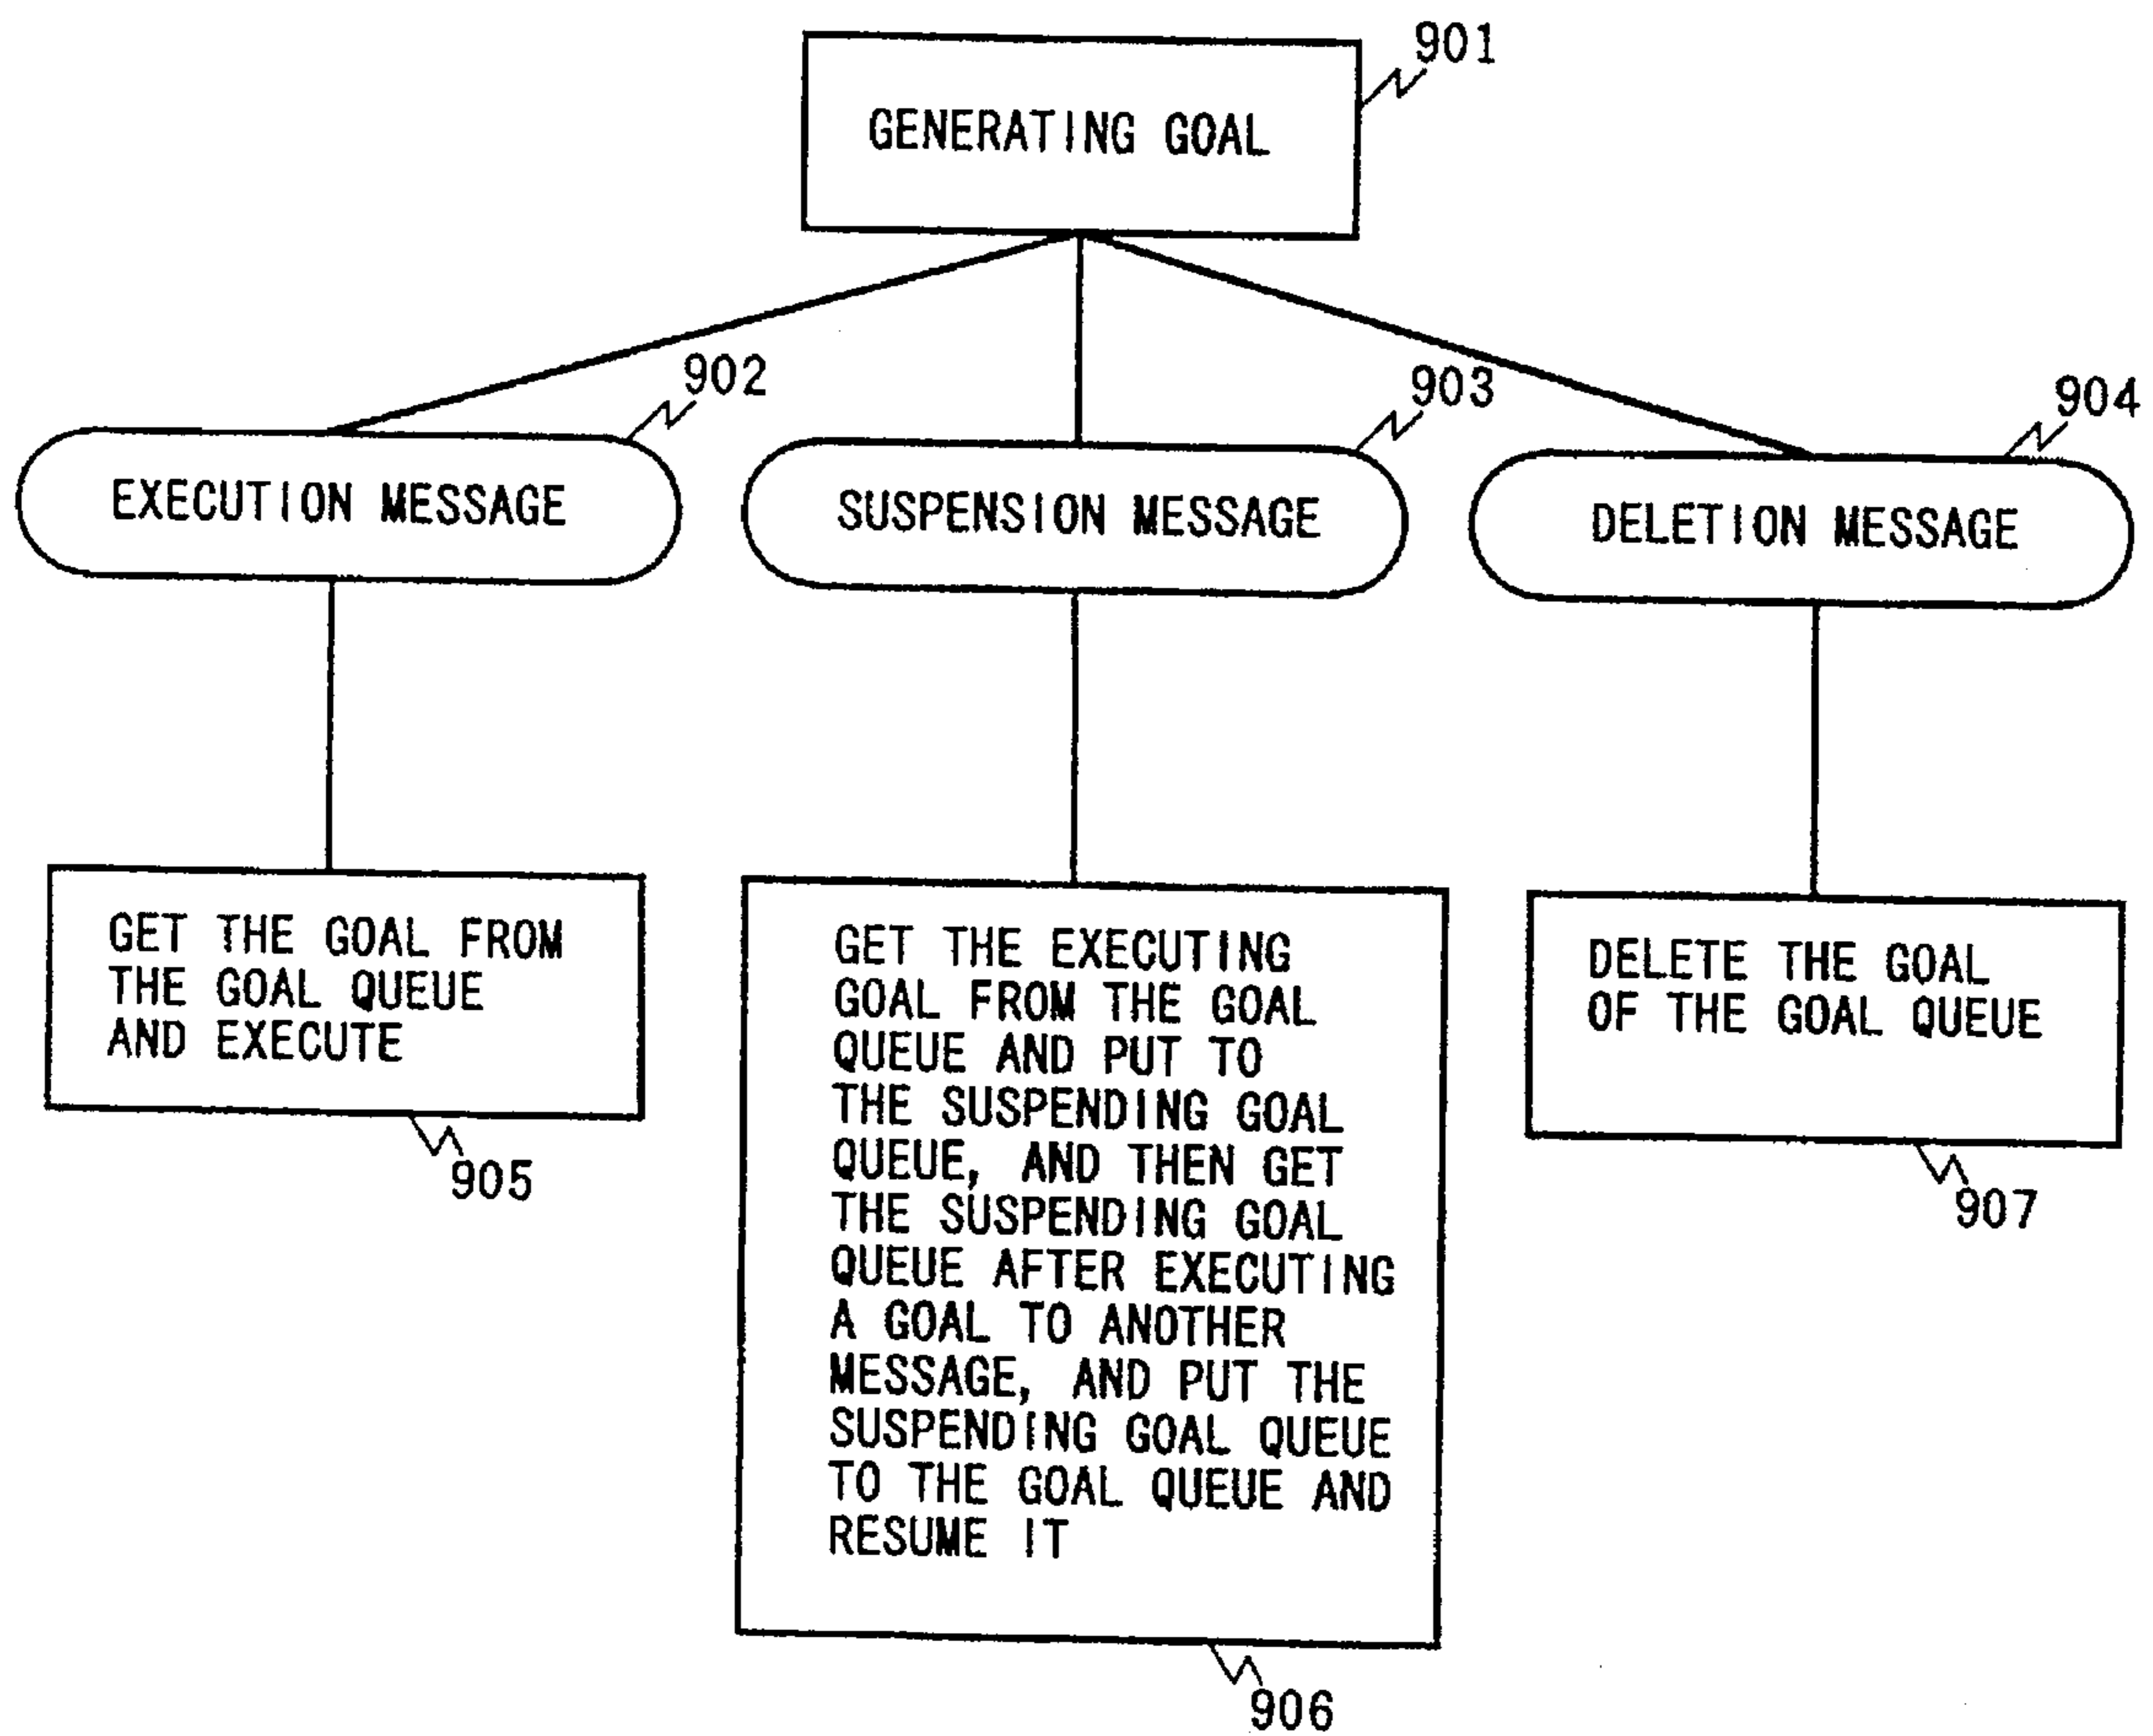 901
GENERATING GOAL
902
903
904
EXECUTION MESSAGE
SUSPENSION MESSAGE
DELETION MESSAGE
GET THE GOAL FROM
THE GOAL QUEUE
AND EXECUTE
905
GET THE EXECUTING
GOAL FROM THE GOAL
QUEUE AND PUT TO
THE SUSPENDING GOAL
QUEUE, AND THEN GET
THE SUSPENDING GOAL
QUEUE AFTER EXECUTING
A GOAL TO ANOTHER
MESSAGE, AND PUT THE
SUSPENDING GOAL QUEUE
TO THE GOAL QUEUE AND
RESUME IT
906
DELETE THE GOAL
OF THE GOAL QUEUE
907